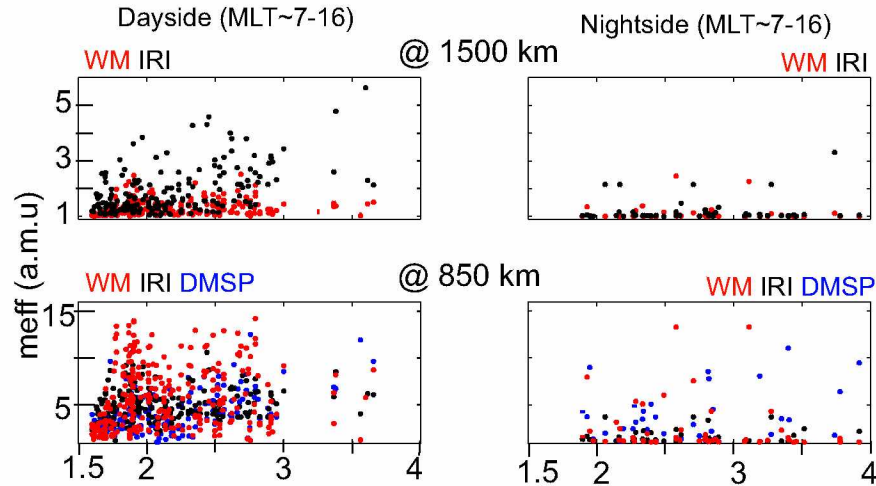 Dayside (MLT~7-16)
Nightside (MLT~7-16)
@ 1500 km
WM IRI
WM IRI
5
3
1
meff (a.m.u)
@ 850 km
WM IRI DMSP
WM IRI DMSP
15
5
1.5 2 3 4
1.5 2 3 4